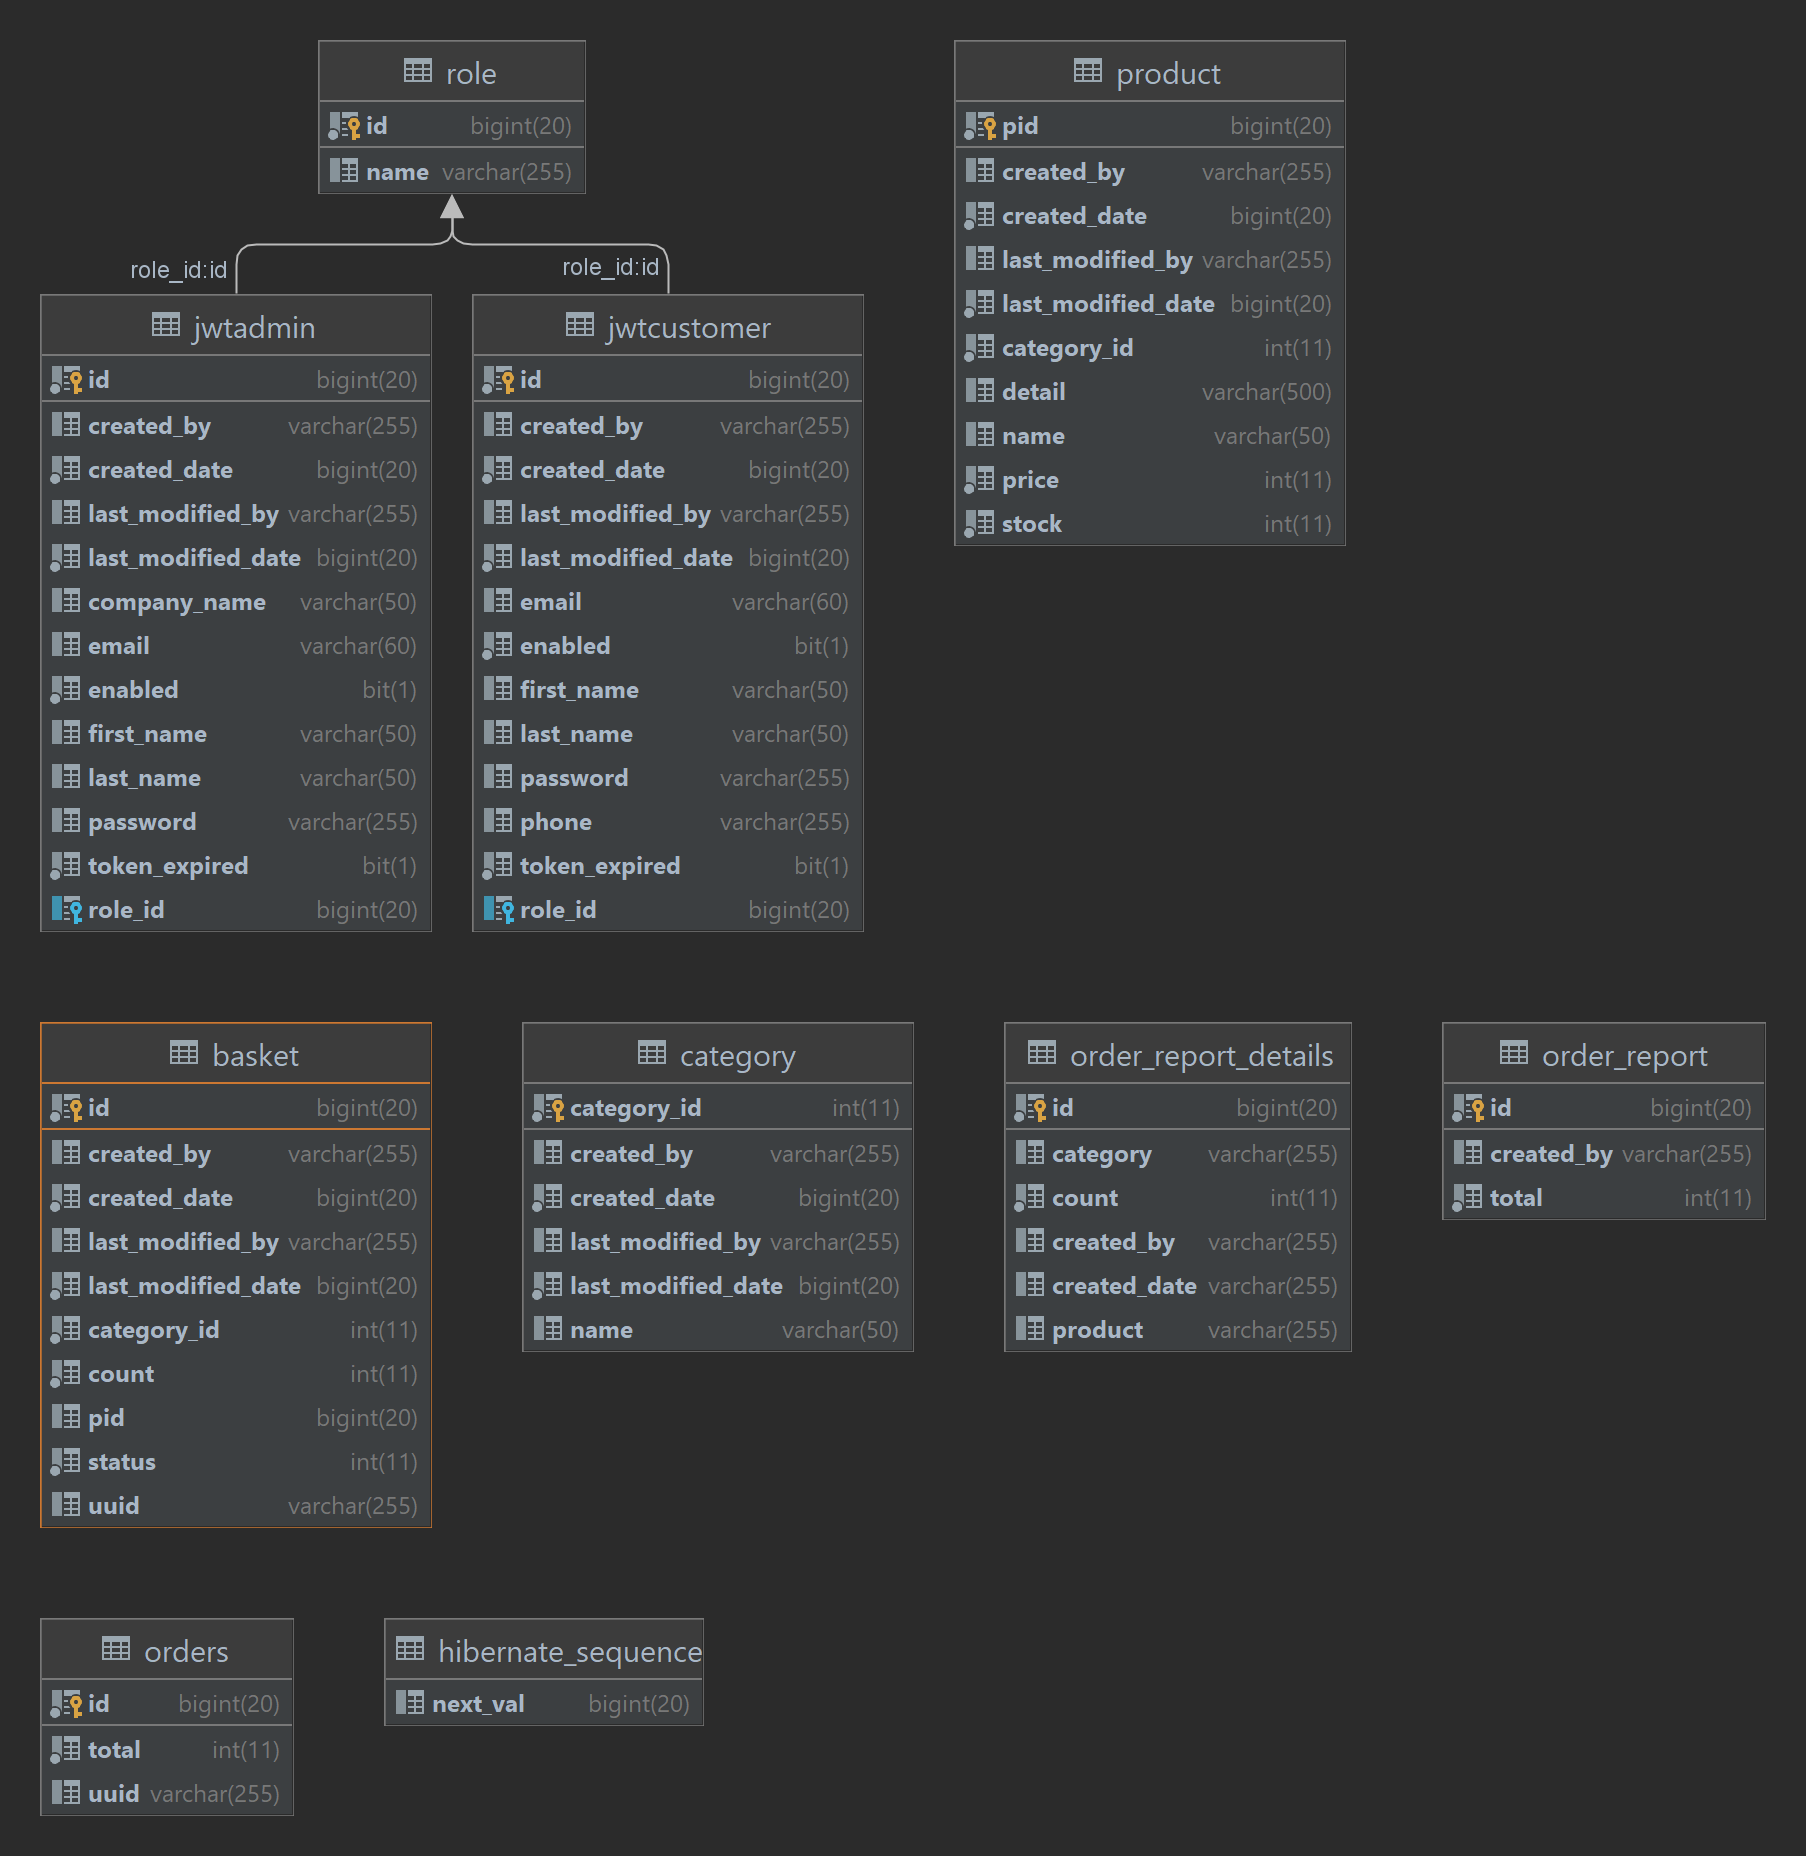 role
id bigint(20)
name varchar(255)
product
pid bigint(20)
created_by varchar(255)
created_date bigint(20)
last_modified_by varchar(255)
last_modified_date bigint(20)
category_id int(11)
detail varchar(500)
name varchar(50)
price int(11)
stock int(11)
role_id:id
role_id:id
jwtadmin
id bigint(20)
created_by varchar(255)
created_date bigint(20)
last_modified_by varchar(255)
last_modified_date bigint(20)
company_name varchar(50)
email varchar(60)
enabled bit(1)
first_name varchar(50)
last_name varchar(50)
password varchar(255)
token_expired bit(1)
role_id bigint(20)
jwtcustomer
id bigint(20)
created_by varchar(255)
created_date bigint(20)
last_modified_by varchar(255)
last_modified_date bigint(20)
email varchar(60)
enabled bit(1)
first_name varchar(50)
last_name varchar(50)
password varchar(255)
phone varchar(255)
token_expired bit(1)
role_id bigint(20)
basket
id bigint(20)
created_by varchar(255)
created_date bigint(20)
last_modified_by varchar(255)
last_modified_date bigint(20)
category_id int(11)
count int(11)
pid bigint(20)
status int(11)
uuid varchar(255)
category
category_id int(11)
created_by varchar(255)
created_date bigint(20)
last_modified_by varchar(255)
last_modified_date bigint(20)
name varchar(50)
order_report_details
id bigint(20)
category varchar(255)
count int(11)
created_by varchar(255)
created_date varchar(255)
product varchar(255)
order_report
id bigint(20)
created_by varchar(255)
total int(11)
orders
id bigint(20)
total int(11)
uuid varchar(255)
hibernate_sequence
next_val bigint(20)